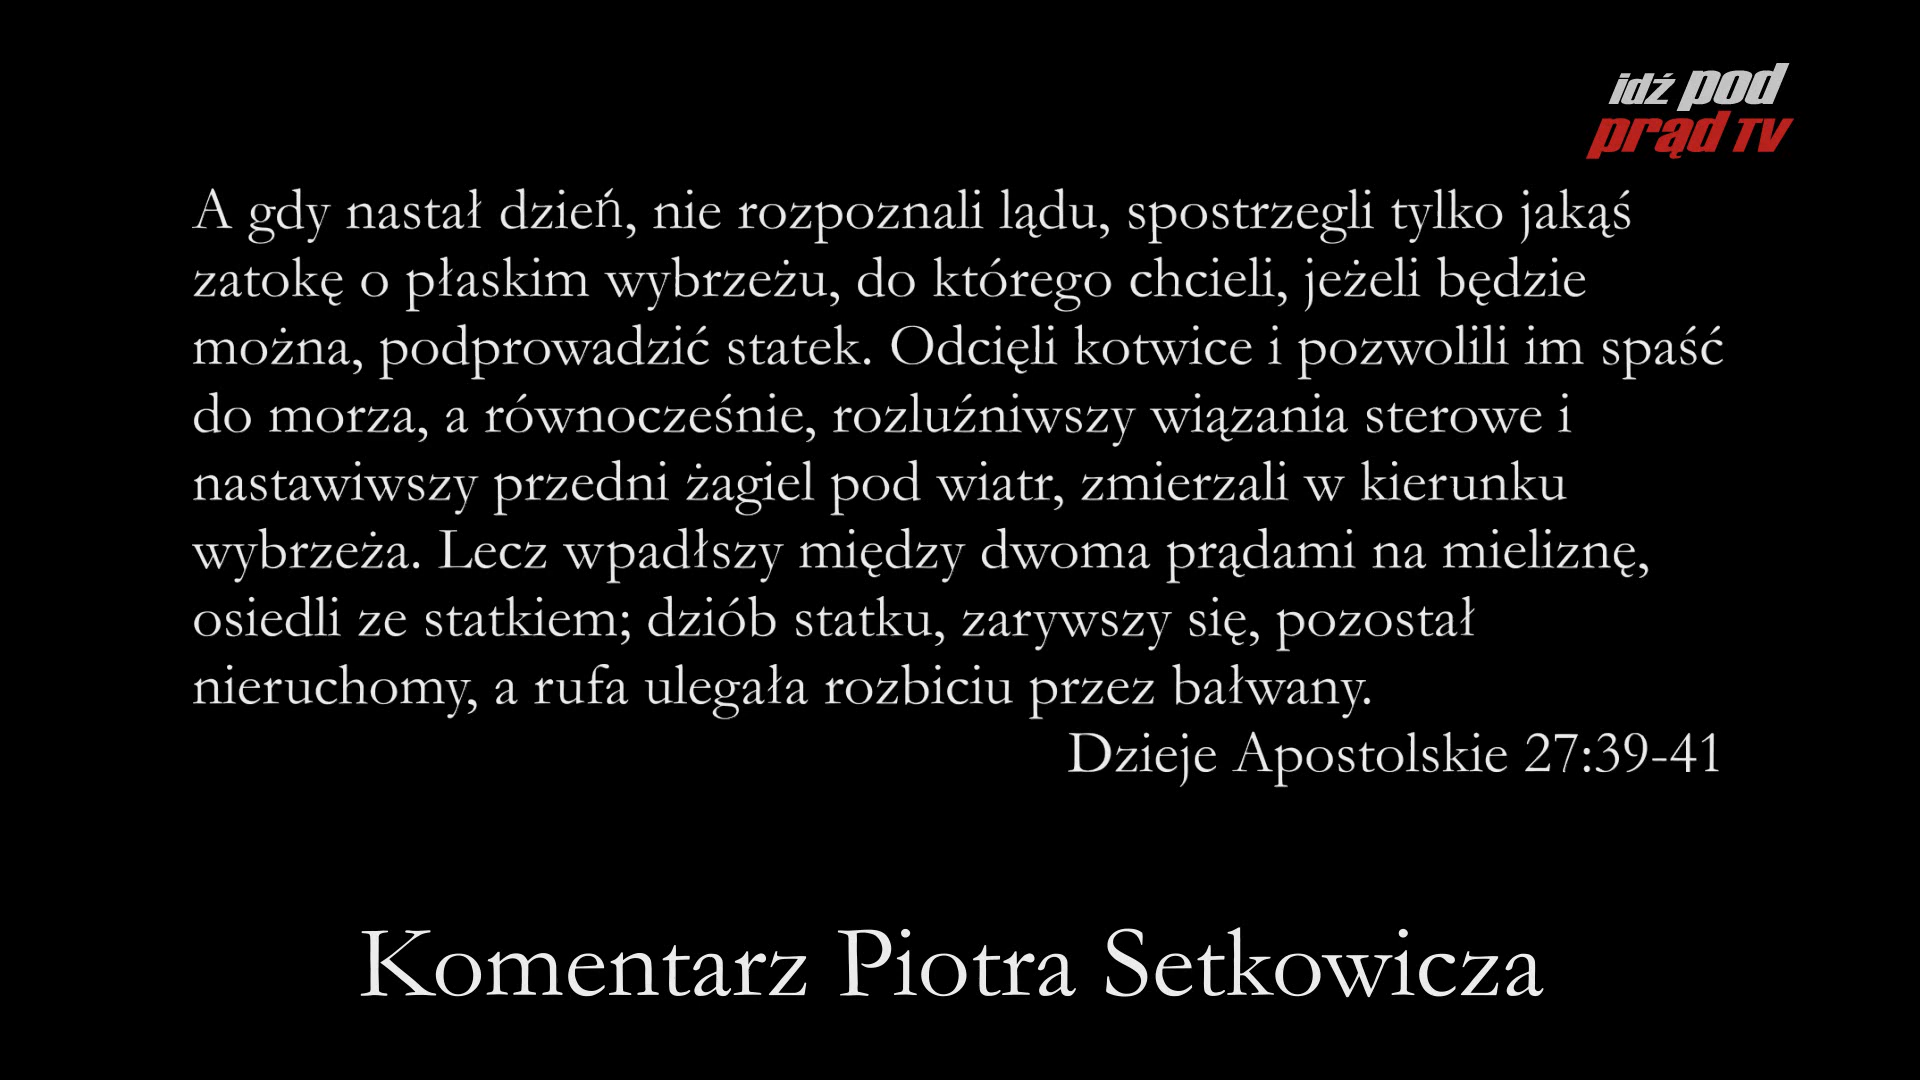 idź pod
prąd TV
A gdy nastał dzień, nie rozpoznali lądu, spostrzegli tylko jakąś
zatokę o płaskim wybrzeżu, do którego chcieli, jeżeli będzie
można, podprowadzić statek. Odcięli kotwice i pozwolili im spaść
do morza, a równocześnie, rozluźniwszy wiązania sterowe i
nastawiwszy przedni żagiel pod wiatr, zmierzali w kierunku
wybrzeża. Lecz wpadłszy między dwoma prądami na mieliznę,
osiedli ze statkiem; dziób statku, zarywszy się, pozostał
nieruchomy, a rufa ulegała rozbiciu przez bałwany.
Dzieje Apostolskie 27:39-41
Komentarz Piotra Setkowicza